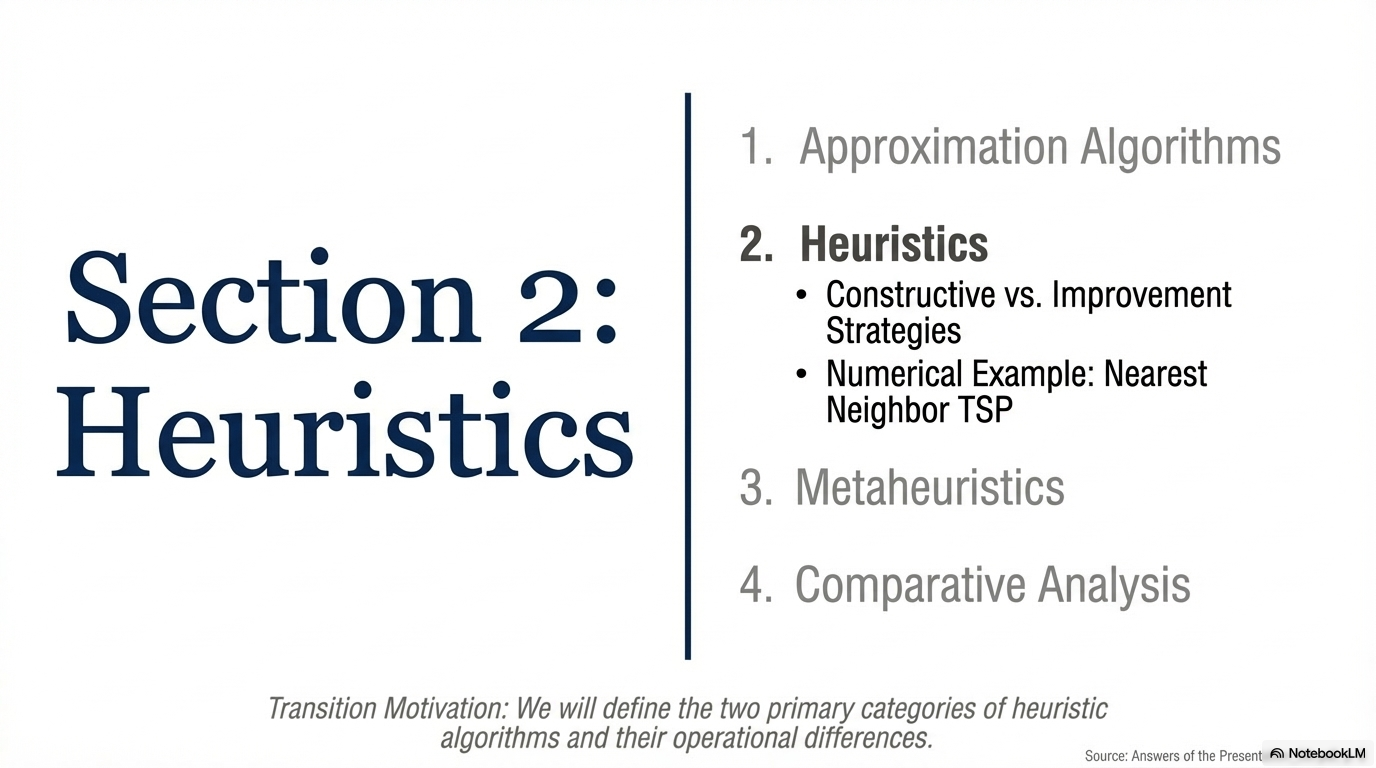 Section 2:
Heuristics
1. Approximation Algorithms
2. Heuristics
• Constructive vs. Improvement
Strategies
• Numerical Example: Nearest
Neighbor TSP
3. Metaheuristics
4. Comparative Analysis
Transition Motivation: We will define the two primary categories of heuristic
algorithms and their operational differences.
Source: Answers of the Present
NotebookLM